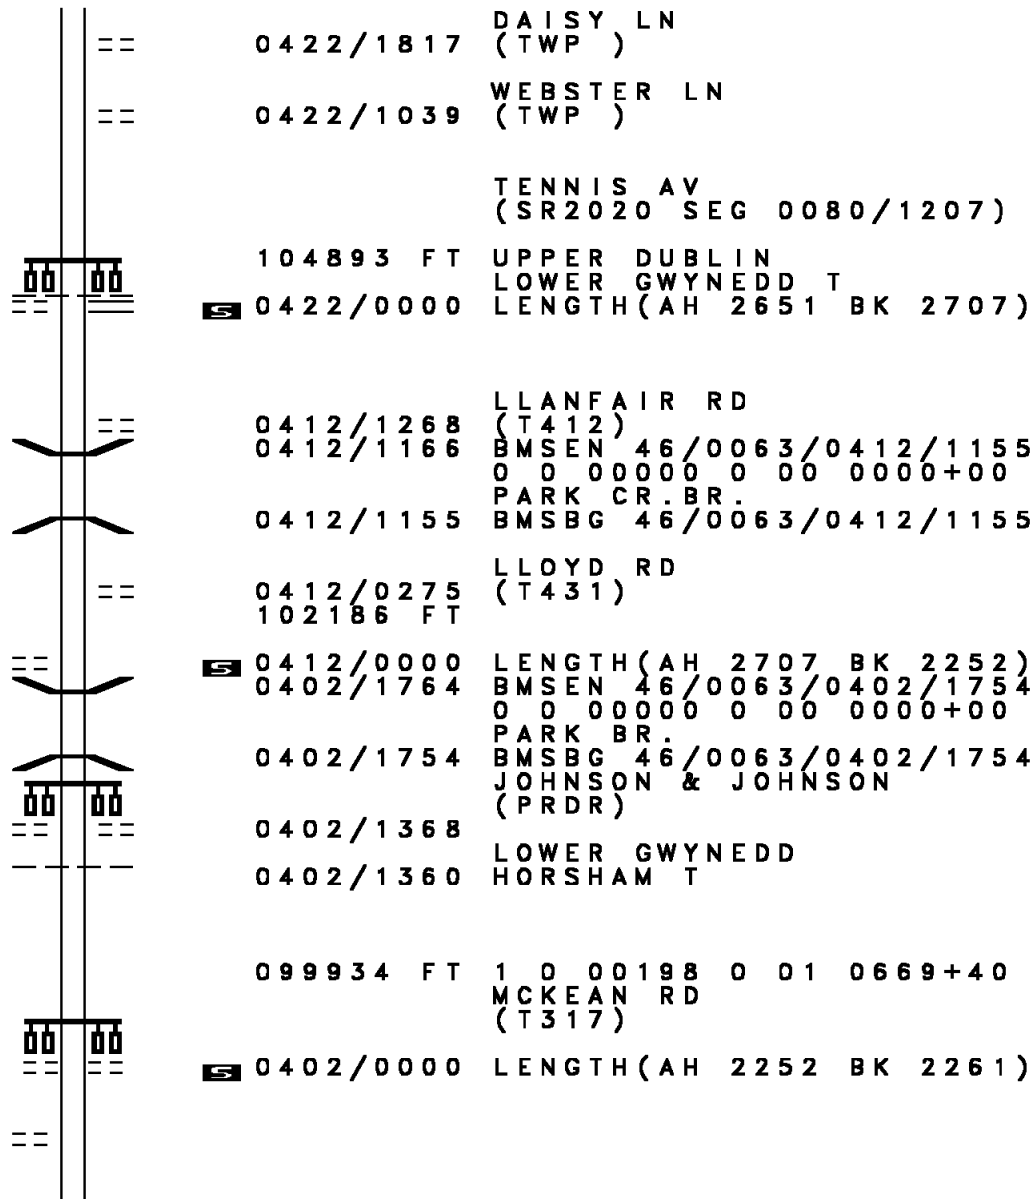 DAISY LN
0422/1817 (TWP )
WEBSTER LN
0422/1039 (TWP )
TENNIS AV
(SR2020 SEG 0080/1207)
104893 FT UPPER DUBLIN
LOWER GWYNEDD T
S 0422/0000 LENGTH(AH 2651 BK 2707)
LLANFAIR RD
0412/1268 (T412)
0412/1166 BMSEN 46/0063/0412/1155
0 0 00000 0 00 0000+00
PARK CR.BR.
0412/1155 BMSBG 46/0063/0412/1155
LLOYD RD
0412/0275 (T431)
102186 FT
S 0412/0000 LENGTH(AH 2707 BK 2252)
0402/1764 BMSEN 46/0063/0402/1754
0 0 00000 0 00 0000+00
PARK BR.
0402/1754 BMSBG 46/0063/0402/1754
JOHNSON & JOHNSON
(PRDR)
0402/1368
LOWER GWYNEDD
0402/1360 HORSHAM T
099934 FT 1 0 00198 0 01 0669+40
MCKEAN RD
(T317)
S 0402/0000 LENGTH(AH 2252 BK 2261)